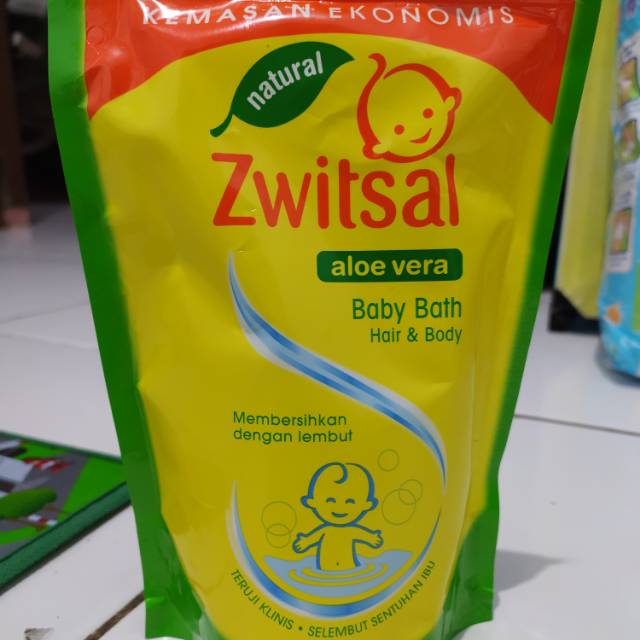 KEMASAN EKONOMIS
natural
Zwitsal
aloe vera
Baby Bath
Hair & Body
Membersihkan
dengan lembut
TERUJI KLINIS • SELEMBUT SENTUHAN IBU